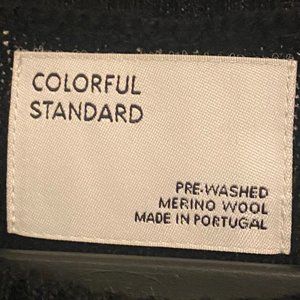 COLORFUL
STANDARD
PRE-WASHED
MERINO WOOL
MADE IN PORTUGAL